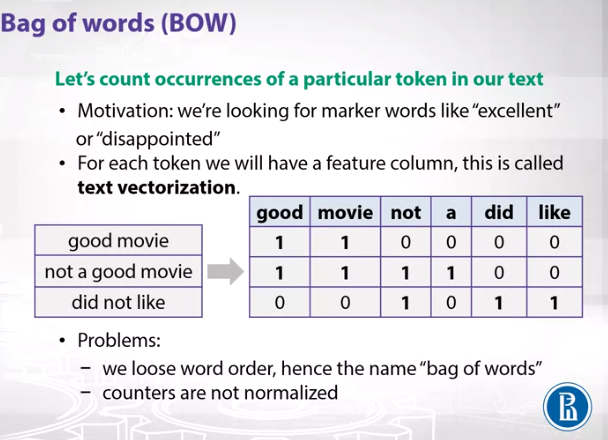 Bag of words (BOW)
Let's count occurrences of a particular token in our text
• Motivation: we're looking for marker words like "excellent"
or "disappointed"
• For each token we will have a feature column, this is called
text vectorization.
good movie not a did like
good movie 1 1 0 0 0 0
not a good movie 1 1 1 1 0 0
did not like 0 0 1 0 1 1
• Problems:
– we loose word order, hence the name "bag of words"
– counters are not normalized